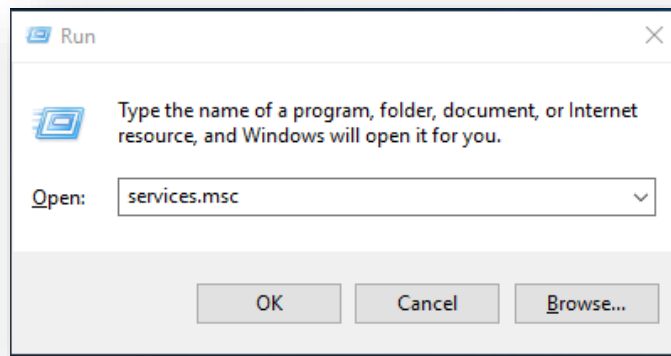 Run
Type the name of a program, folder, document, or Internet
resource, and Windows will open it for you.
Open: services.msc
OK Cancel Browse...